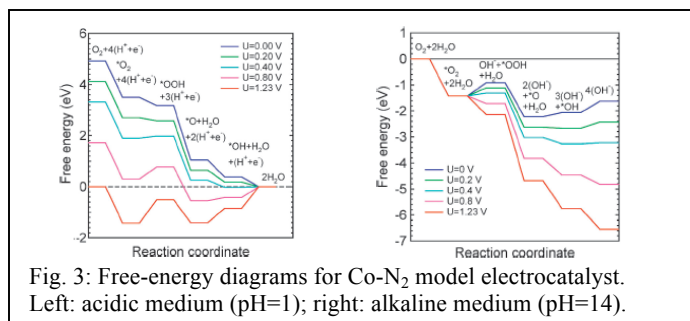 6
4
2
0
-2
Free energy (eV)
O₂+4(H⁺+e⁻)
*O₂
+4(H⁺+e⁻)
*OOH
+3(H⁺+e⁻)
*O+H₂O
+2(H⁺+e⁻)
*OH+H₂O
+(H⁺+e⁻)
2H₂O
U=0.00 V
U=0.20 V
U=0.40 V
U=0.80 V
U=1.23 V
Reaction coordinate
1
0
-1
-2
-3
-4
-5
-6
-7
Free energy (eV)
O₂+2H₂O
*O₂
+2H₂O
OH⁻+*OOH
+H₂O
2(OH⁻)
+*O
+H₂O
3(OH⁻)
+*OH
4(OH⁻)
U=0 V
U=0.2 V
U=0.4 V
U=0.8 V
U=1.23 V
Reaction coordinate
Fig. 3: Free-energy diagrams for Co-N₂ model electrocatalyst.
Left: acidic medium (pH=1); right: alkaline medium (pH=14).